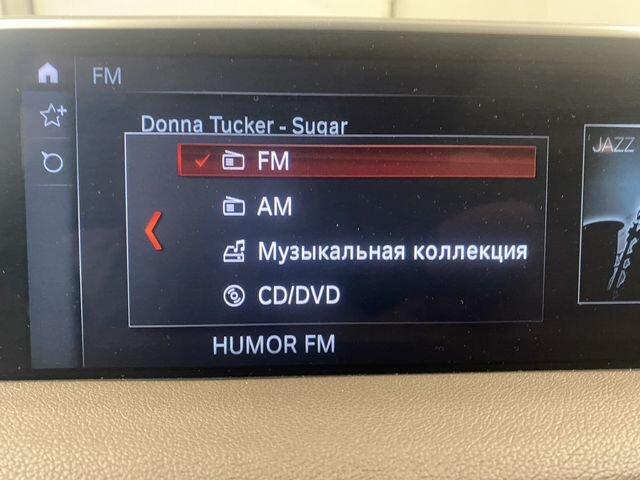 FM
Donna Tucker - Sugar
JAZZ
FM
AM
Музыкальная коллекция
CD/DVD
HUMOR FM